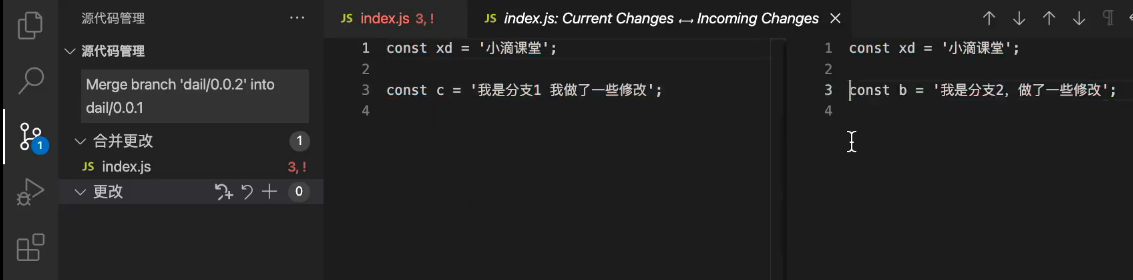 源代码管理 ···
源代码管理
Merge branch 'dail/0.0.2' into
dail/0.0.1
合并更改 1
JS index.js 3, !
更改 0
1
JS index.js 3, !
JS index.js: Current Changes ↔ Incoming Changes
1 const xd = '小滴课堂';
2
3 const c = '我是分支1 我做了一些修改';
4
1 const xd = '小滴课堂';
2
3 const b = '我是分支2，做了一些修改';
4